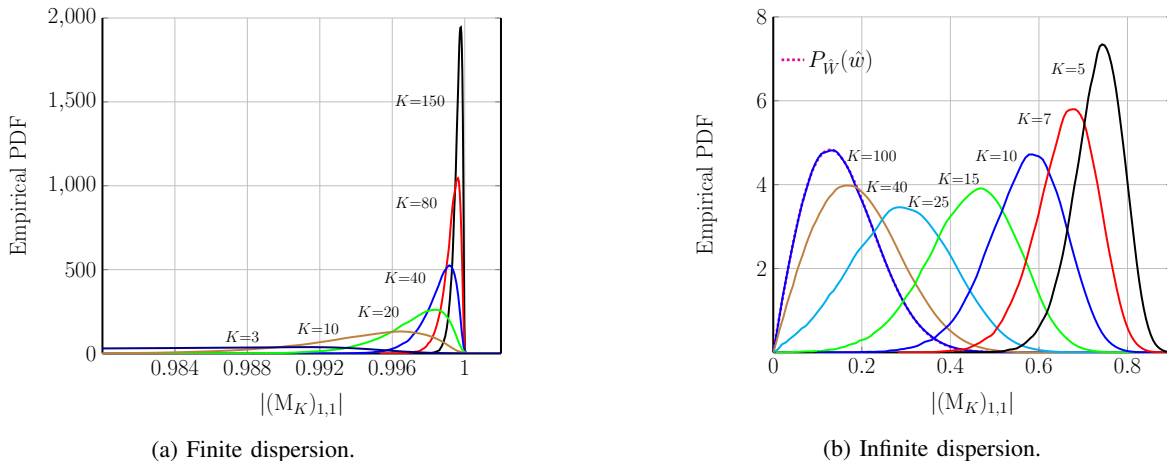 2,000
1,500
1,000
500
0
Empirical PDF
K=150
K=80
K=40
K=20
K=10
K=3
0.984
0.988
0.992
0.996
1
|(M_K)_{1,1}|
(a) Finite dispersion.
8
6
4
2
Empirical PDF
P_Ŵ(ŵ)
K=5
K=7
K=10
K=15
K=100
K=40
K=25
0
0.2
0.4
0.6
0.8
|(M_K)_{1,1}|
(b) Infinite dispersion.